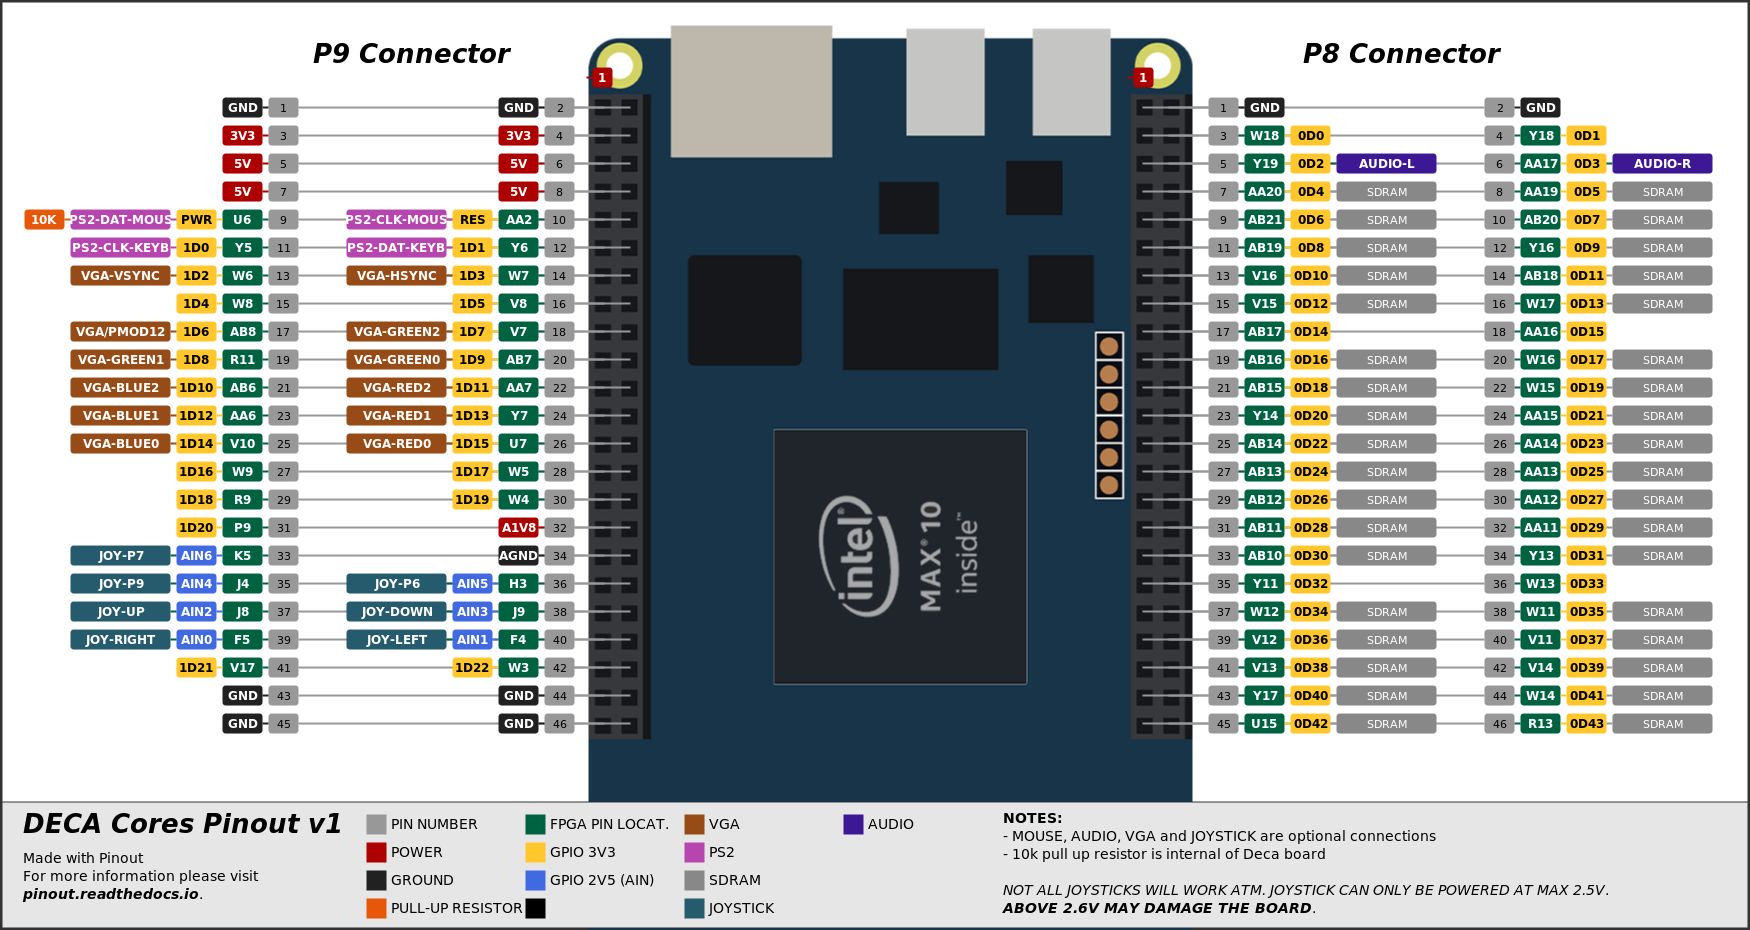 P9 Connector
P8 Connector
1
1
GND 1 GND 2 1 GND 2 GND
3V3 3 3V3 4 3 W18 0D0 4 Y18 0D1
5V 5 5V 6 5 Y19 0D2 AUDIO-L 6 AA17 0D3 AUDIO-R
5V 7 5V 8 7 AA20 0D4 SDRAM 8 AA19 0D5 SDRAM
10K PS2-DAT-MOUS PWR U6 9 PS2-CLK-MOUS RES AA2 10 9 AB21 0D6 SDRAM 10 AB20 0D7 SDRAM
PS2-CLK-KEYB 1D0 Y5 11 PS2-DAT-KEYB 1D1 Y6 12 11 AB19 0D8 SDRAM 12 Y16 0D9 SDRAM
VGA-VSYNC 1D2 W6 13 VGA-HSYNC 1D3 W7 14 13 V16 0D10 SDRAM 14 AB18 0D11 SDRAM
1D4 W8 15 1D5 V8 16 15 V15 0D12 SDRAM 16 W17 0D13 SDRAM
VGA/PMOD12 1D6 AB8 17 VGA-GREEN2 1D7 V7 18 17 AB17 0D14 18 AA16 0D15
VGA-GREEN1 1D8 R11 19 VGA-GREEN0 1D9 AB7 20 19 AB16 0D16 SDRAM 20 W16 0D17 SDRAM
VGA-BLUE2 1D10 AB6 21 VGA-RED2 1D11 AA7 22 21 AB15 0D18 SDRAM 22 W15 0D19 SDRAM
VGA-BLUE1 1D12 AA6 23 VGA-RED1 1D13 Y7 24 23 Y14 0D20 SDRAM 24 AA15 0D21 SDRAM
VGA-BLUE0 1D14 V10 25 VGA-RED0 1D15 U7 26 25 AB14 0D22 SDRAM 26 AA14 0D23 SDRAM
1D16 W9 27 1D17 W5 28 27 AB13 0D24 SDRAM 28 AA13 0D25 SDRAM
1D18 R9 29 1D19 W4 30 29 AB12 0D26 SDRAM 30 AA12 0D27 SDRAM
1D20 P9 31 A1V8 32 31 AB11 0D28 SDRAM 32 AA11 0D29 SDRAM
JOY-P7 AIN6 K5 33 AGND 34 33 AB10 0D30 SDRAM 34 Y13 0D31 SDRAM
JOY-P9 AIN4 J4 35 JOY-P6 AIN5 H3 36 35 Y11 0D32 36 W13 0D33
JOY-UP AIN2 J8 37 JOY-DOWN AIN3 J9 38 37 W12 0D34 SDRAM 38 W11 0D35 SDRAM
JOY-RIGHT AIN0 F5 39 JOY-LEFT AIN1 F4 40 39 V12 0D36 SDRAM 40 V11 0D37 SDRAM
1D21 V17 41 1D22 W3 42 41 V13 0D38 SDRAM 42 V14 0D39 SDRAM
GND 43 GND 44 43 Y17 0D40 SDRAM 44 W14 0D41 SDRAM
GND 45 GND 46 45 U15 0D42 SDRAM 46 R13 0D43 SDRAM
intel®
MAX®10
inside™
DECA Cores Pinout v1
Made with Pinout
For more information please visit
pinout.readthedocs.io.
PIN NUMBER
POWER
GROUND
PULL-UP RESISTOR
FPGA PIN LOCAT.
GPIO 3V3
GPIO 2V5 (AIN)
VGA
PS2
SDRAM
JOYSTICK
AUDIO
NOTES:
- MOUSE, AUDIO, VGA and JOYSTICK are optional connections
- 10k pull up resistor is internal of Deca board
NOT ALL JOYSTICKS WILL WORK ATM. JOYSTICK CAN ONLY BE POWERED AT MAX 2.5V.
ABOVE 2.6V MAY DAMAGE THE BOARD.